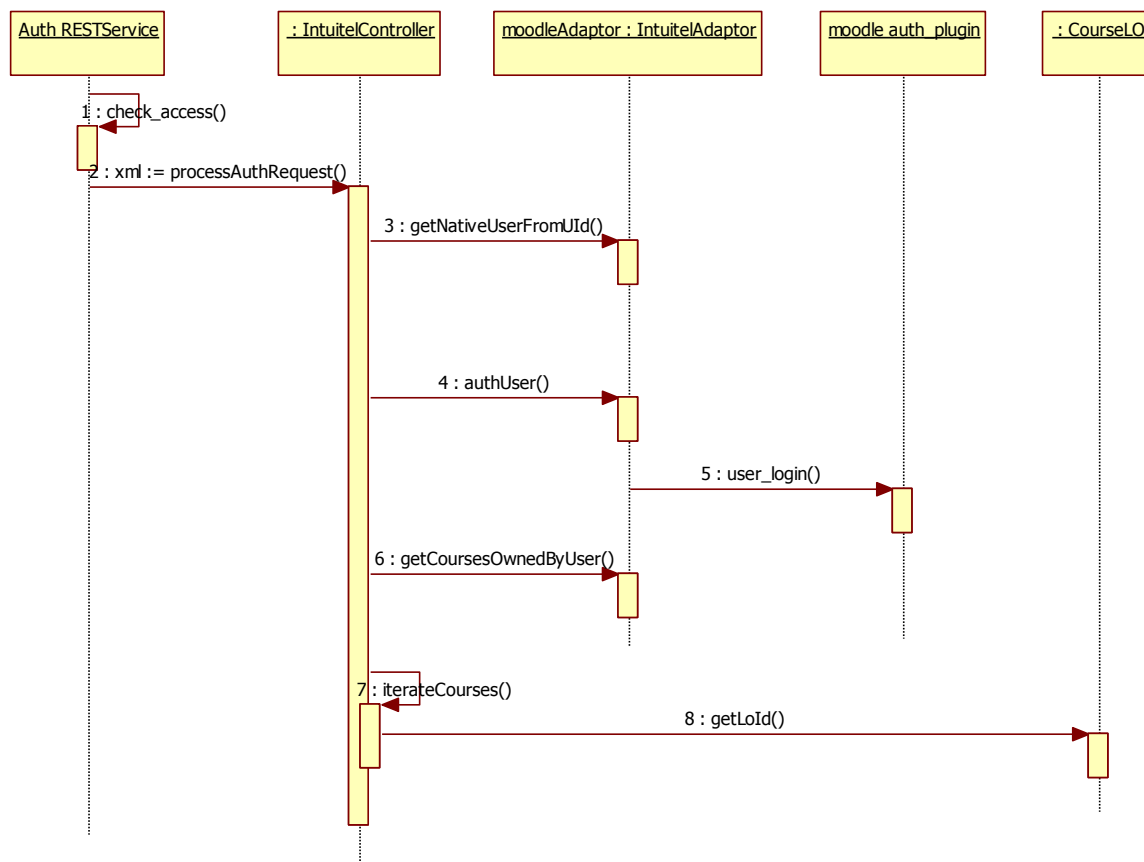 Auth RESTService
: IntuitelController
moodleAdaptor : IntuitelAdaptor
moodle auth_plugin
: CourseLO
1 : check_access()
2 : xml := processAuthRequest()
3 : getNativeUserFromUId()
4 : authUser()
5 : user_login()
6 : getCoursesOwnedByUser()
7 : iterateCourses()
8 : getLoId()